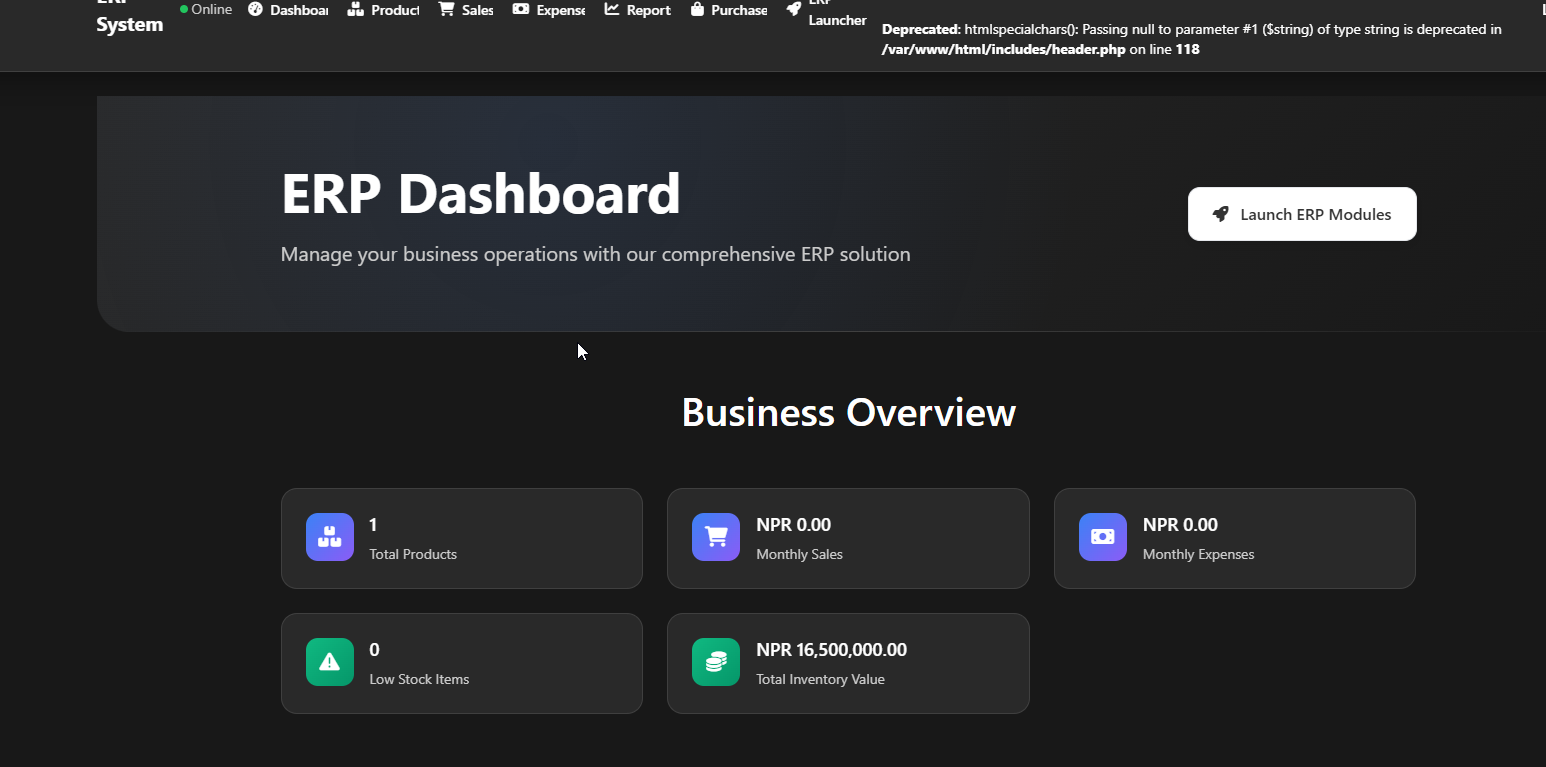 System
Online
Dashboar
Product
Sales
Expense
Report
Purchase
ERP
Launcher
Deprecated: htmlspecialchars(): Passing null to parameter #1 ($string) of type string is deprecated in
/var/www/html/includes/header.php on line 118
ERP Dashboard
Manage your business operations with our comprehensive ERP solution
Launch ERP Modules
Business Overview
1
Total Products
NPR 0.00
Monthly Sales
NPR 0.00
Monthly Expenses
0
Low Stock Items
NPR 16,500,000.00
Total Inventory Value